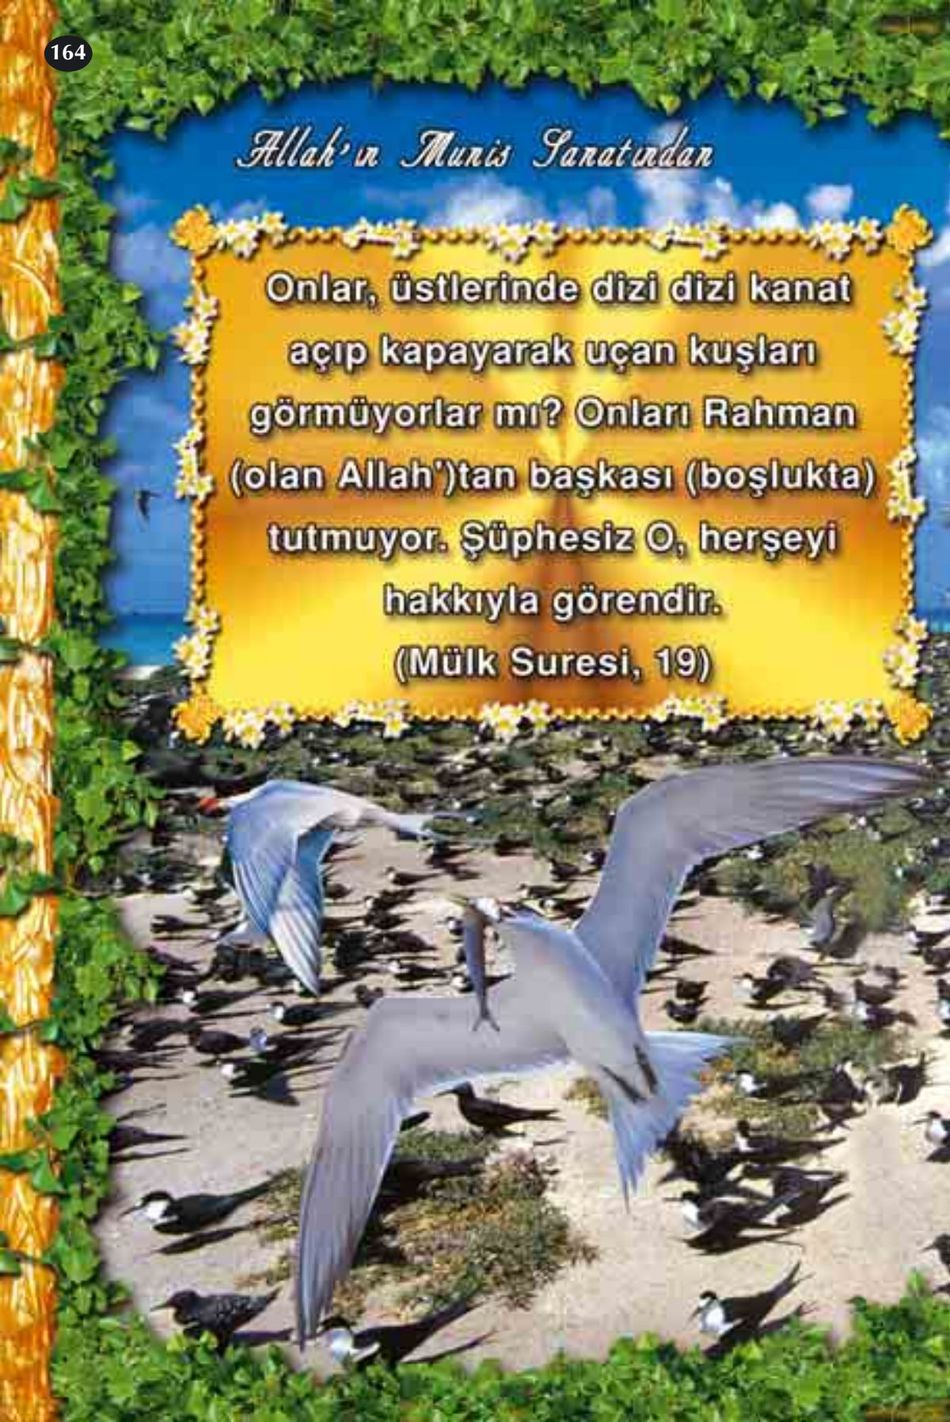 164
Allah'ın Munis Sanatından
Onlar, üstlerinde dizi dizi kanat
açıp kapayarak uçan kuşları
görmüyorlar mı? Onları Rahman
(olan Allah')tan başkası (boşlukta)
tutmuyor. Şüphesiz O, herşeyi
hakkıyla görendir.
(Mülk Suresi, 19)